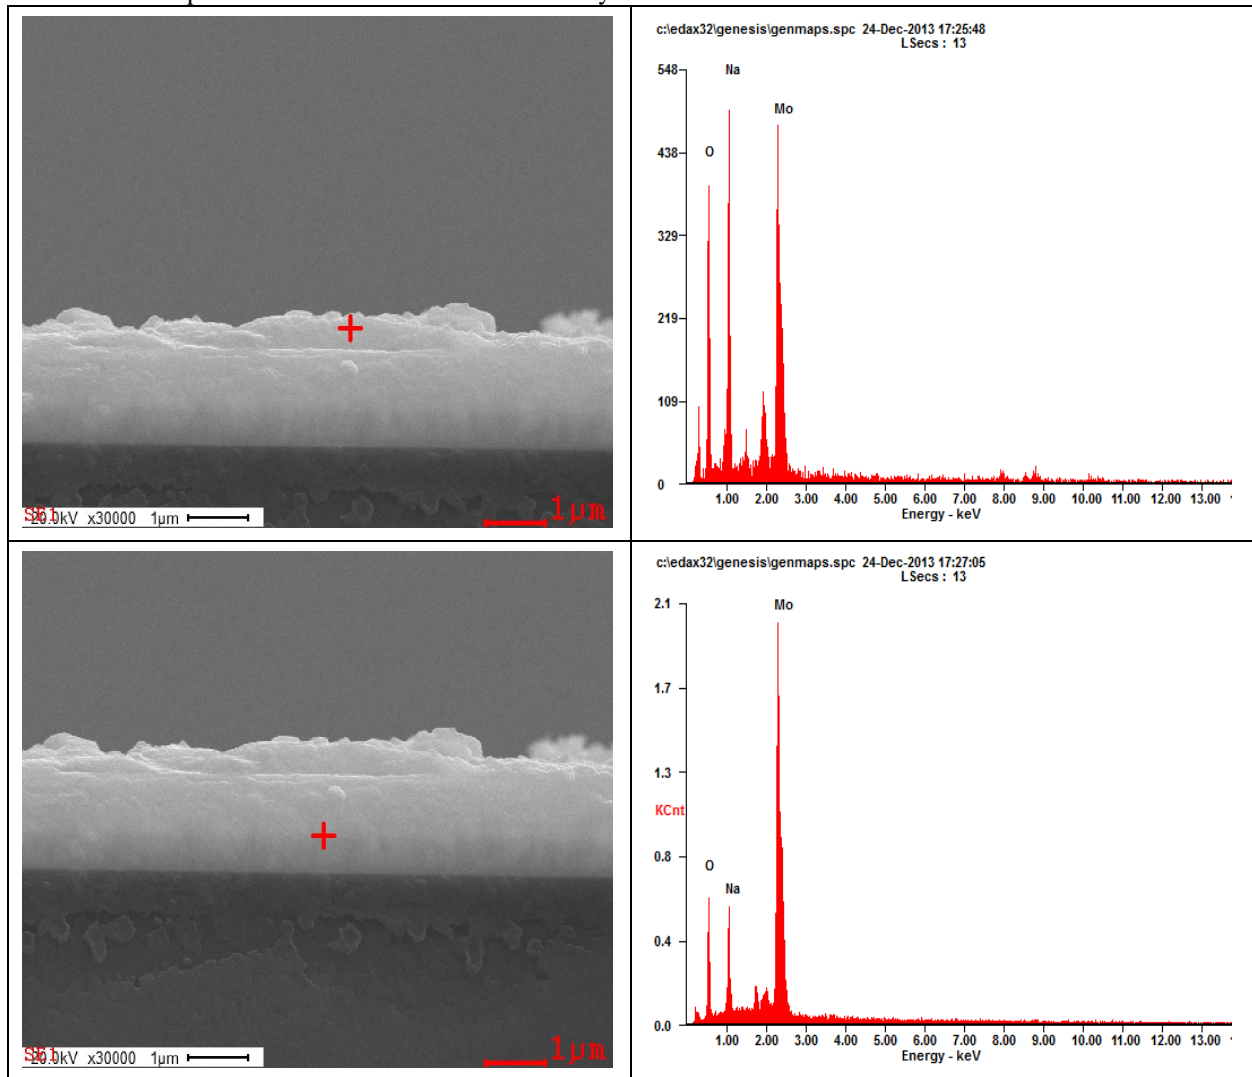 c:\edax32\genesis\genmaps.spc 24-Dec-2013 17:25:48
LSecs : 13
548
Na
Mo
438
O
329
219
109
0
1.00 2.00 3.00 4.00 5.00 6.00 7.00 8.00 9.00 10.00 11.00 12.00 13.00
Energy - keV
SE1
20.0kV x30000 1µm
1µm
c:\edax32\genesis\genmaps.spc 24-Dec-2013 17:27:05
LSecs : 13
2.1
Mo
1.7
1.3
KCnt
0.8
O
Na
0.4
0.0
1.00 2.00 3.00 4.00 5.00 6.00 7.00 8.00 9.00 10.00 11.00 12.00 13.00
Energy - keV
SE1
20.0kV x30000 1µm
1µm